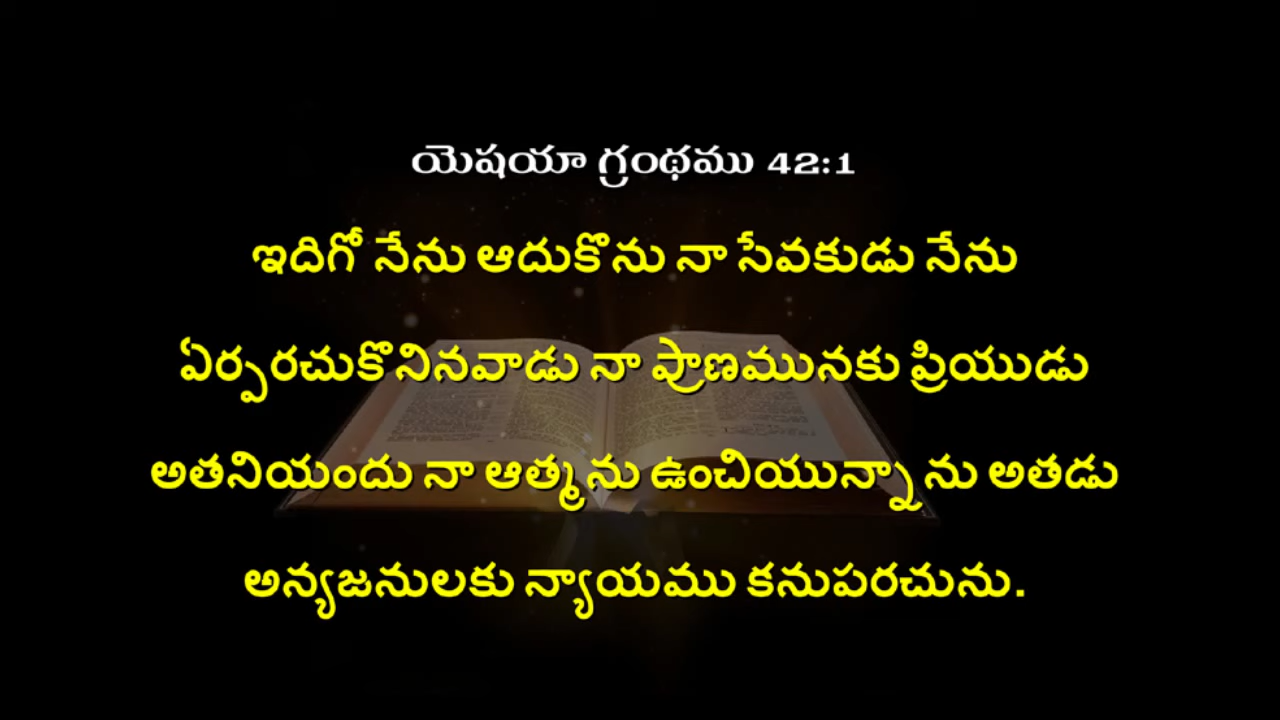 యెషయా గ్రంథము 42:1
ఇదిగో నేను ఆదుకొను నా సేవకుడు నేను
ఏర్పరచుకొనినవాడు నా ప్రాణమునకు ప్రియుడు
అతనియందు నా ఆత్మను ఉంచియున్నాను అతడు
అన్యజనులకు న్యాయము కనుపరచును.